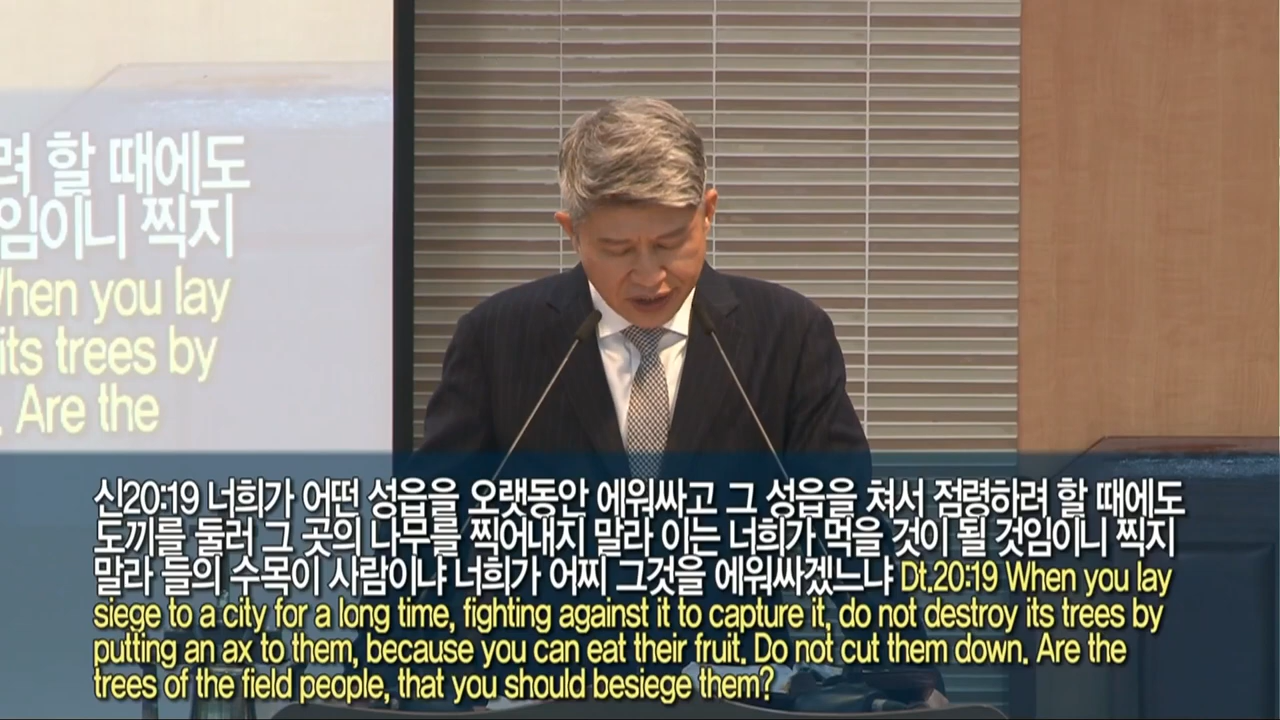 려 할 때에도
임이니 찍지
When you lay
its trees by
. Are the
신20:19 너희가 어떤 성읍을 오랫동안 에워싸고 그 성읍을 쳐서 점령하려 할 때에도
도끼를 둘러 그 곳의 나무를 찍어내지 말라 이는 너희가 먹을 것이 될 것임이니 찍지
말라 들의 수목이 사람이냐 너희가 어찌 그것을 에워싸겠느냐 Dt.20:19 When you lay
siege to a city for a long time, fighting against it to capture it, do not destroy its trees by
putting an ax to them, because you can eat their fruit. Do not cut them down. Are the
trees of the field people, that you should besiege them?